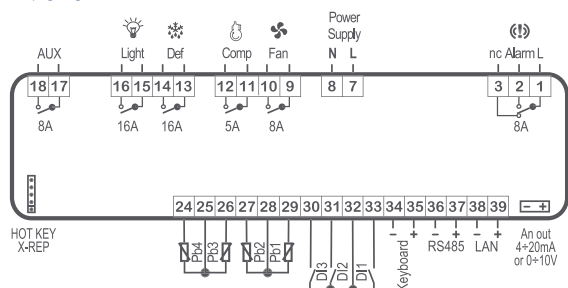 Power
Supply
AUX Light Def Comp Fan N L nc Alarm L
18 17 16 15 14 13 12 11 10 9 8 7 3 2 1
8A 16A 16A 5A 8A 8A
24 25 26 27 28 29 30 31 32 33 34 35 36 37 38 39 - +
HOT KEY
X-REP
Pb4 Pb3 Pb2 Pb1 DI3 DI2 DI1
- + - + - +
Keyboard RS485 LAN
An out
4÷20mA
or 0÷10V